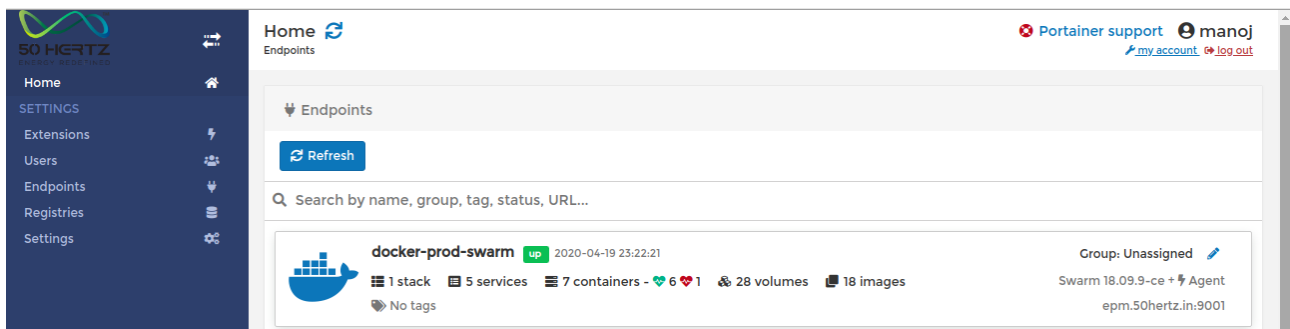 50 HERTZ
Home
SETTINGS
Extensions
Users
Endpoints
Registries
Settings
Home
Endpoints
Portainer support manoj
my account log out
Endpoints
Refresh
Search by name, group, tag, status, URL...
docker-prod-swarm up 2020-04-19 23:22:21
1 stack 5 services 7 containers - 6 1 28 volumes 18 images
No tags
Group: Unassigned
Swarm 18.09.9-ce + Agent
epm.50hertz.in:9001